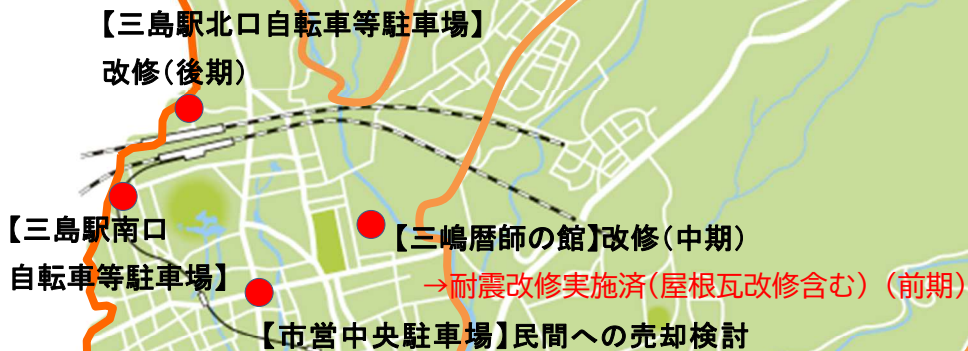 【三島駅北口自転車等駐車場】
改修(後期)
【三島駅南口
自転車等駐車場】
【三嶋暦師の館】改修(中期)
→耐震改修実施済(屋根瓦改修含む)(前期)
【市営中央駐車場】民間への売却検討